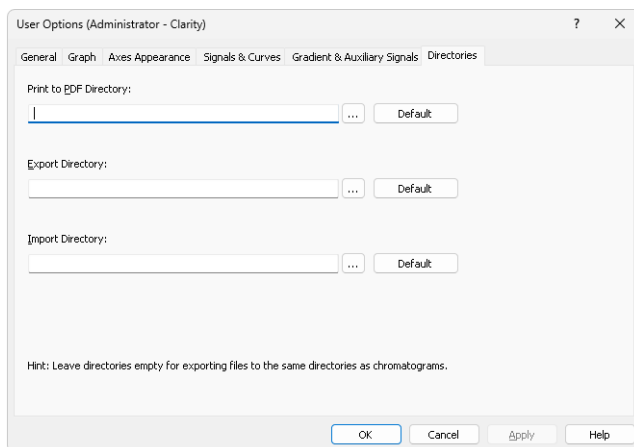 User Options (Administrator - Clarity) ? ×
General Graph Axes Appearance Signals & Curves Gradient & Auxiliary Signals Directories
Print to PDF Directory:
... Default
Export Directory:
... Default
Import Directory:
... Default
Hint: Leave directories empty for exporting files to the same directories as chromatograms.
OK Cancel Apply Help